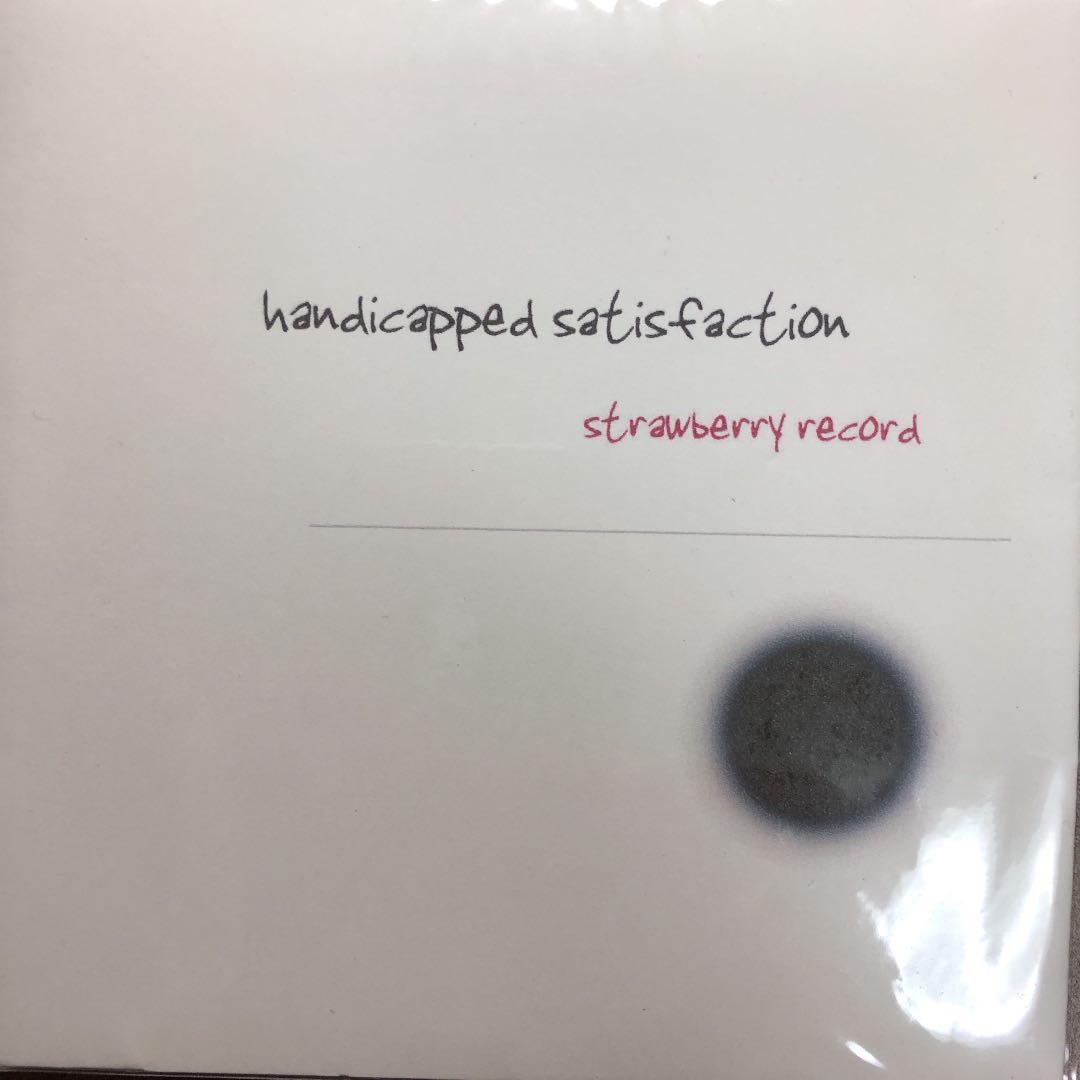 handicapped satisfaction
strawberry record